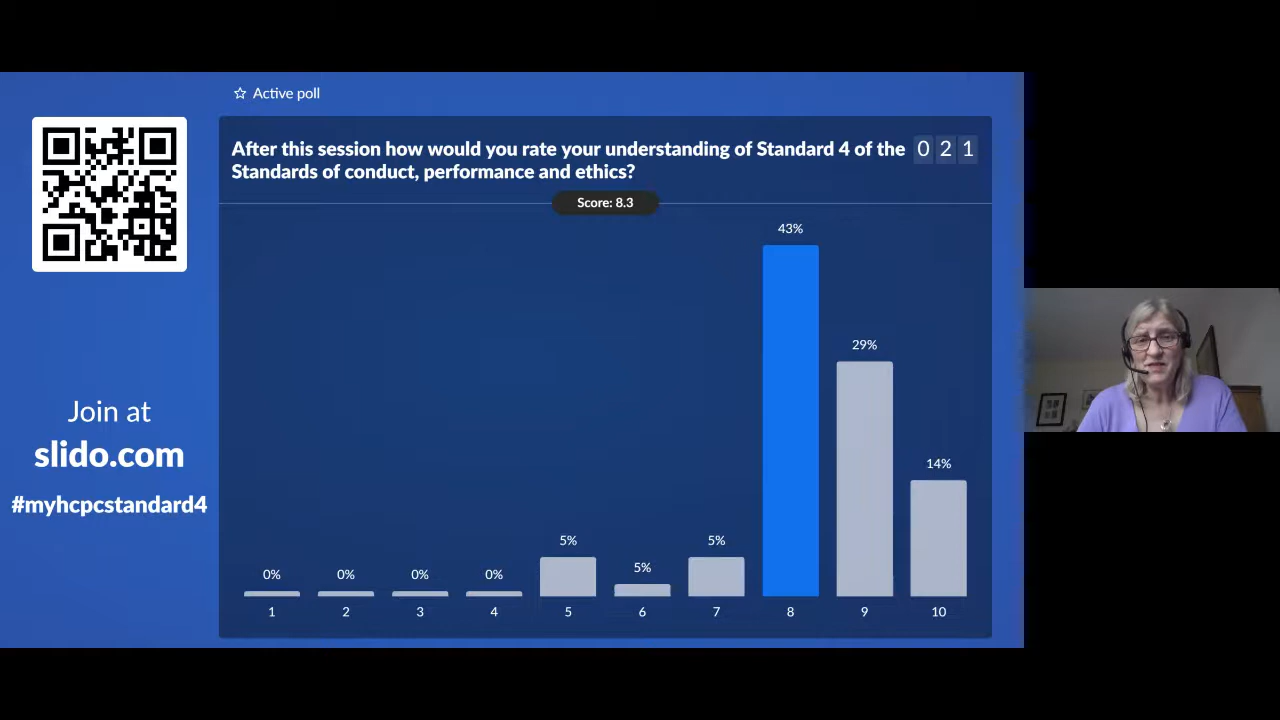 Active poll
After this session how would you rate your understanding of Standard 4 of the
Standards of conduct, performance and ethics?
0 2 1
Score: 8.3
43%
29%
14%
5%
5%
5%
0%
0%
0%
0%
1
2
3
4
5
6
7
8
9
10
Join at
slido.com
#myhcpcstandard4